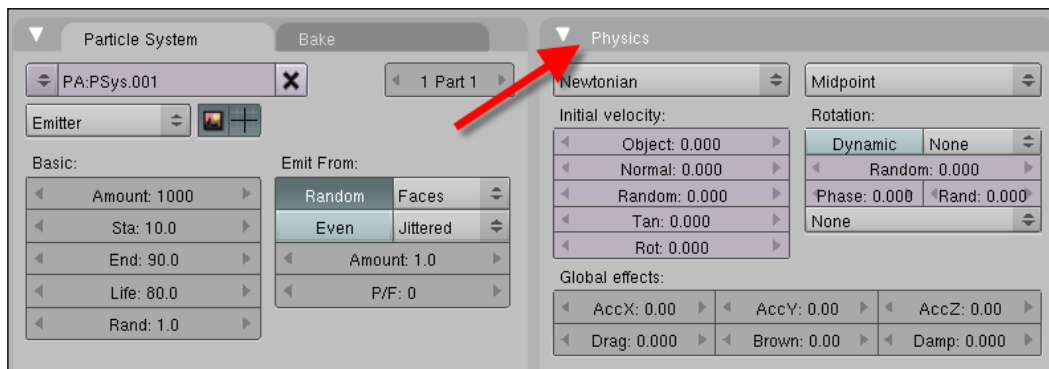 Particle System Bake
PA:PSys.001 1 Part 1
Emitter
Basic: Emit From:
Amount: 1000 Random Faces
Sta: 10.0 Even Jittered
End: 90.0 Amount: 1.0
Life: 80.0 P/F: 0
Rand: 1.0
Physics
Newtonian Midpoint
Initial velocity: Rotation:
Object: 0.000 Dynamic None
Normal: 0.000 Random: 0.000
Random: 0.000 Phase: 0.000 Rand: 0.000
Tan: 0.000 None
Rot: 0.000
Global effects:
AccX: 0.00 AccY: 0.00 AccZ: 0.00
Drag: 0.000 Brown: 0.00 Damp: 0.000